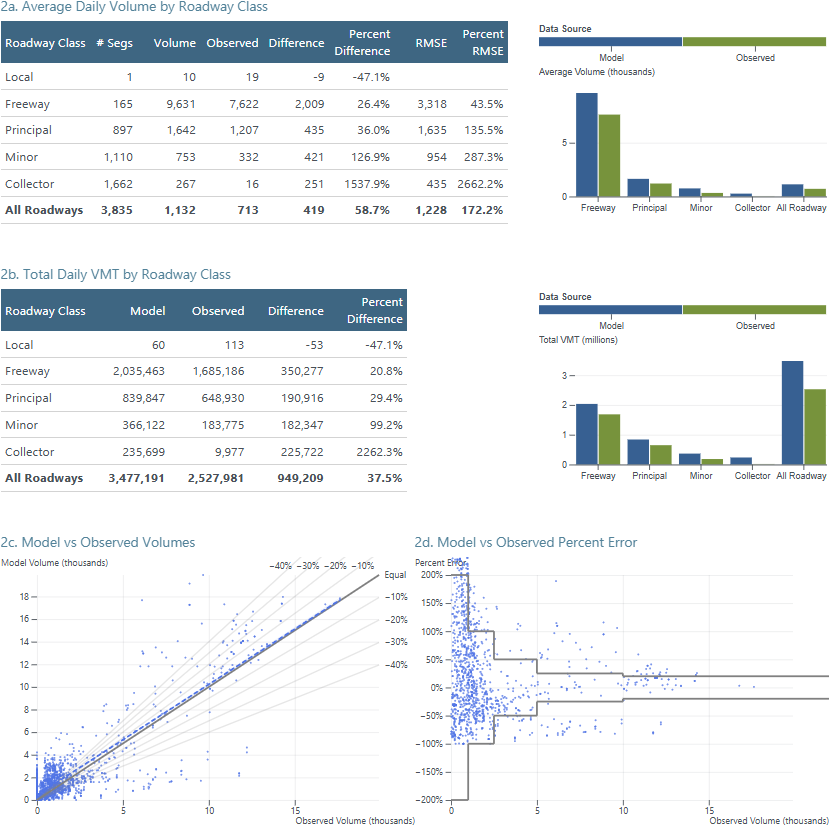 2a. Average Daily Volume by Roadway Class
Roadway Class # Segs Volume Observed Difference Percent Difference RMSE Percent RMSE
Local 1 10 19 -9 -47.1%
Freeway 165 9,631 7,622 2,009 26.4% 3,318 43.5%
Principal 897 1,642 1,207 435 36.0% 1,635 135.5%
Minor 1,110 753 332 421 126.9% 954 287.3%
Collector 1,662 267 16 251 1537.9% 435 2662.2%
All Roadways 3,835 1,132 713 419 58.7% 1,228 172.2%
Data Source
Model Observed
Average Volume (thousands)
5
0
Freeway Principal Minor Collector All Roadway
2b. Total Daily VMT by Roadway Class
Roadway Class Model Observed Difference Percent Difference
Local 60 113 -53 -47.1%
Freeway 2,035,463 1,685,186 350,277 20.8%
Principal 839,847 648,930 190,916 29.4%
Minor 366,122 183,775 182,347 99.2%
Collector 235,699 9,977 225,722 2262.3%
All Roadways 3,477,191 2,527,981 949,209 37.5%
Data Source
Model Observed
Total VMT (millions)
3
2
1
0
Freeway Principal Minor Collector All Roadway
2c. Model vs Observed Volumes
Model Volume (thousands)
−40% −30% −20% −10%
Equal
−10%
−20%
−30%
−40%
18
16
14
12
10
8
6
4
2
0
0 5 10 15
Observed Volume (thousands)
2d. Model vs Observed Percent Error
Percent Error
200%
150%
100%
50%
0%
−50%
−100%
−150%
−200%
0 5 10 15
Observed Volume (thousands)